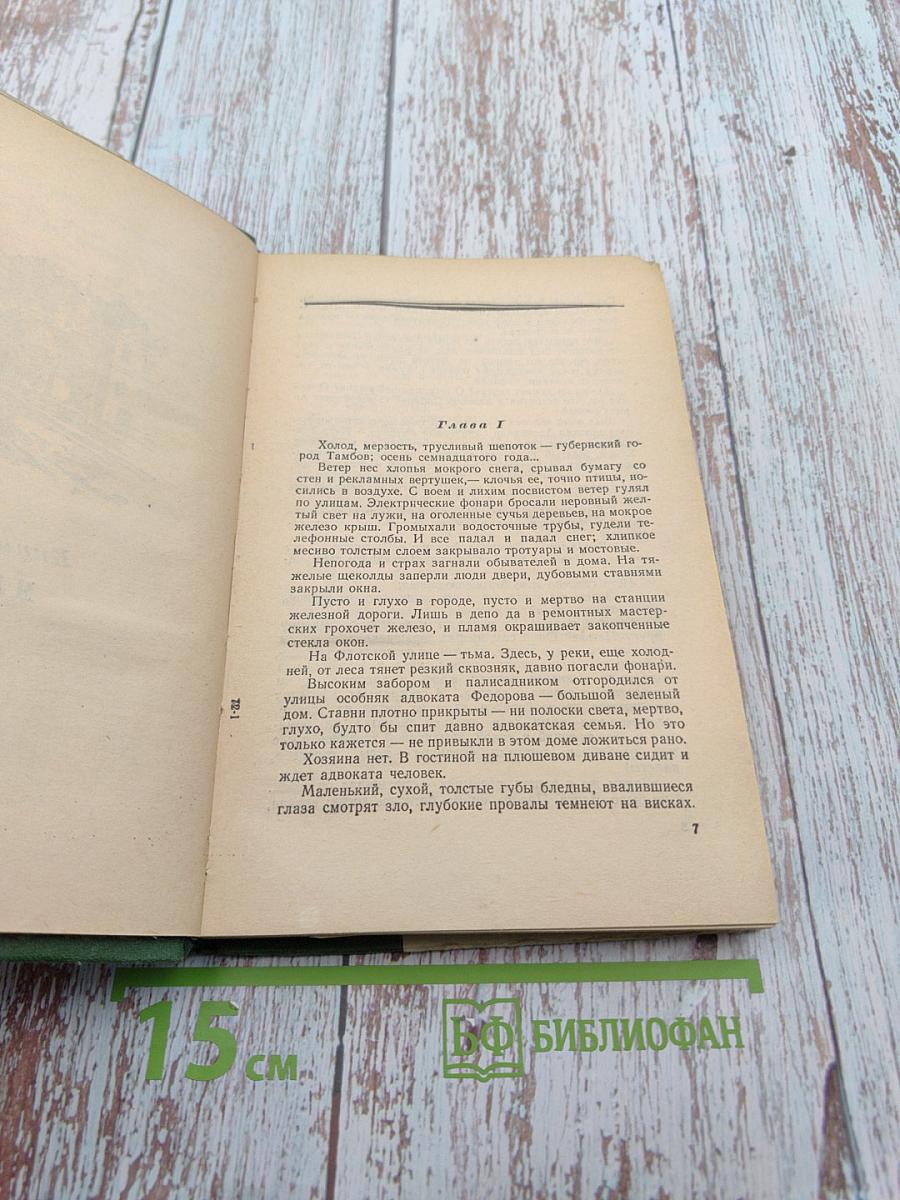 Глава I
Холод, мерзость, трусливый шепоток — губернский го-
род Тамбов; осень семнадцатого года...
Ветер нес хлопья мокрого снега, срывал бумагу со
стен и рекламных вертушек,— клочья ее, точно птицы, но-
сились в воздухе. С воем и лихим посвистом ветер гулял
по улицам. Электрические фонари бросали неровный жел-
тый свет на лужи, на оголенные сучья деревьев, на мокрое
железо крыш. Громыхали водосточные трубы, гудели те-
лефонные столбы. И все падал и падал снег; хлипкое
месиво толстым слоем закрывало тротуары и мостовые.
Непогода и страх загнали обывателей в дома. На тя-
желые щеколды заперли люди двери, дубовыми ставнями
закрыли окна.
Пусто и глухо в городе, пусто и мертво на станции
железной дороги. Лишь в депо да в ремонтных мастер-
ских грохочет железо, и пламя окрашивает закопченные
стекла окон.
На Флотской улице — тьма. Здесь, у реки, еще холод-
ней, от леса тянет резкий сквозняк, давно погасли фонари.
Высоким забором и палисадником отгородился от
улицы особняк адвоката Федорова — большой зеленый
дом. Ставни плотно прикрыты — ни полоски света, мертво,
глухо, будто бы спит давно адвокатская семья. Но это
только кажется — не привыкли в этом доме ложиться рано.
Хозяина нет. В гостиной на плюшевом диване сидит и
ждет адвоката человек.
Маленький, сухой, толстые губы бледны, ввалившиеся
глаза смотрят зло, глубокие провалы темнеют на висках.
7
15 см
БФ БИБЛИОФАН